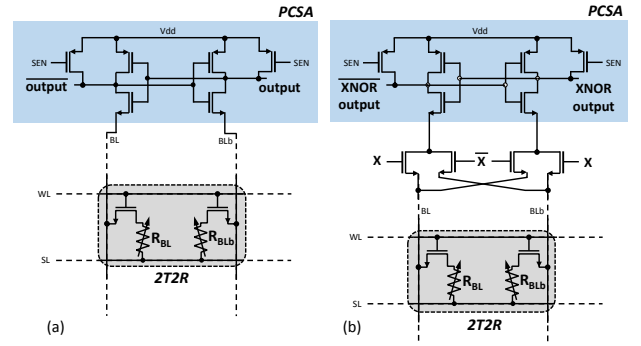 PCSA
Vdd
SEN
SEN
output
output
BL
BLb
WL
R_BL
R_BLb
SL
2T2R
(a)
PCSA
Vdd
SEN
SEN
XNOR
output
XNOR
output
X
X
X
BL
BLb
WL
R_BL
R_BLb
SL
2T2R
(b)